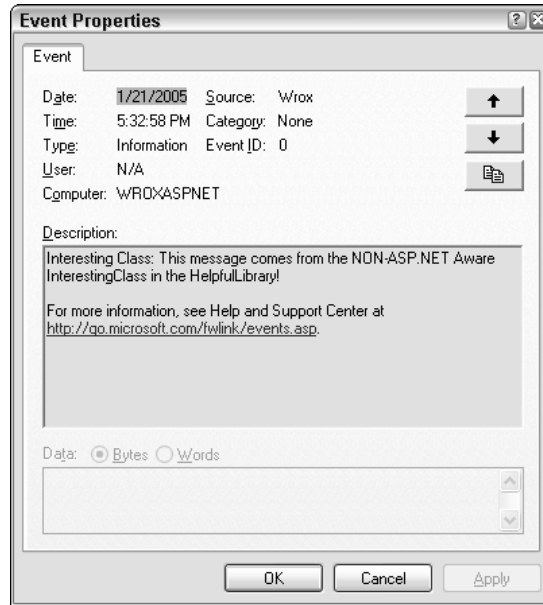 Event Properties
Event
Date: 1/21/2005 Source: Wrox
Time: 5:32:58 PM Category: None
Type: Information Event ID: 0
User: N/A
Computer: WROXASPNET
Description:
Interesting Class: This message comes from the NON-ASP.NET Aware
InterestingClass in the HelpfulLibrary!
For more information, see Help and Support Center at
http://go.microsoft.com/fwlink/events.asp.
Data: Bytes Words
OK Cancel Apply